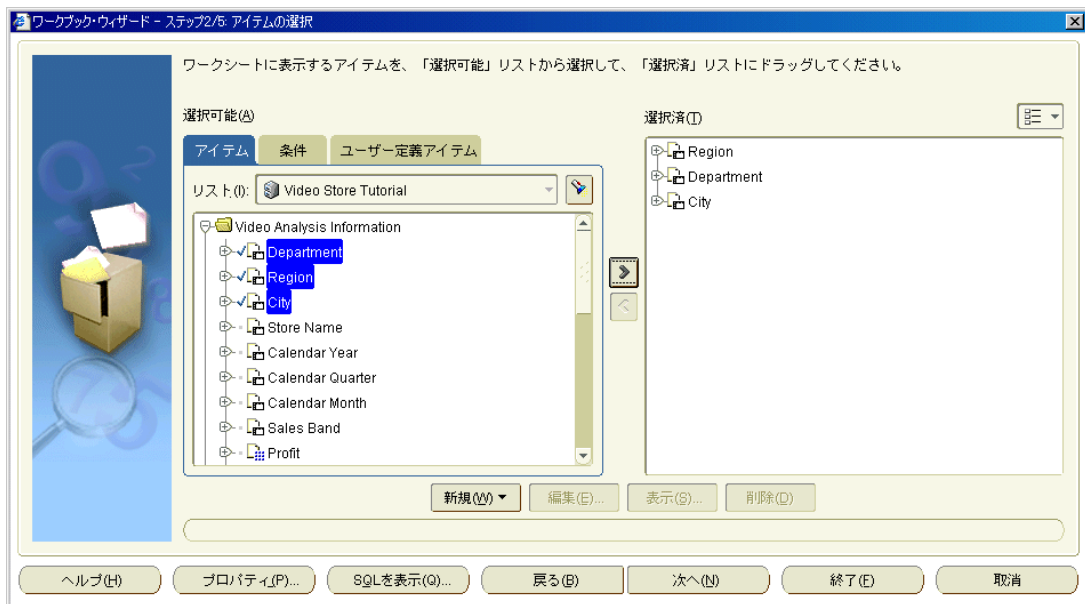 ワークブック・ウィザード - ステップ2/5: アイテムの選択
ワークシートに表示するアイテムを、「選択可能」リストから選択して、「選択済」リストにドラッグしてください。
選択可能(A)
アイテム 条件 ユーザー定義アイテム
リスト(I): Video Store Tutorial
Video Analysis Information
Department
Region
City
Store Name
Calendar Year
Calendar Quarter
Calendar Month
Sales Band
Profit
選択済(T)
Region
Department
City
新規(W) 編集(E)... 表示(S)... 削除(D)
ヘルプ(H) プロパティ(P)... SQLを表示(Q)... 戻る(B) 次へ(N) 終了(F) 取消